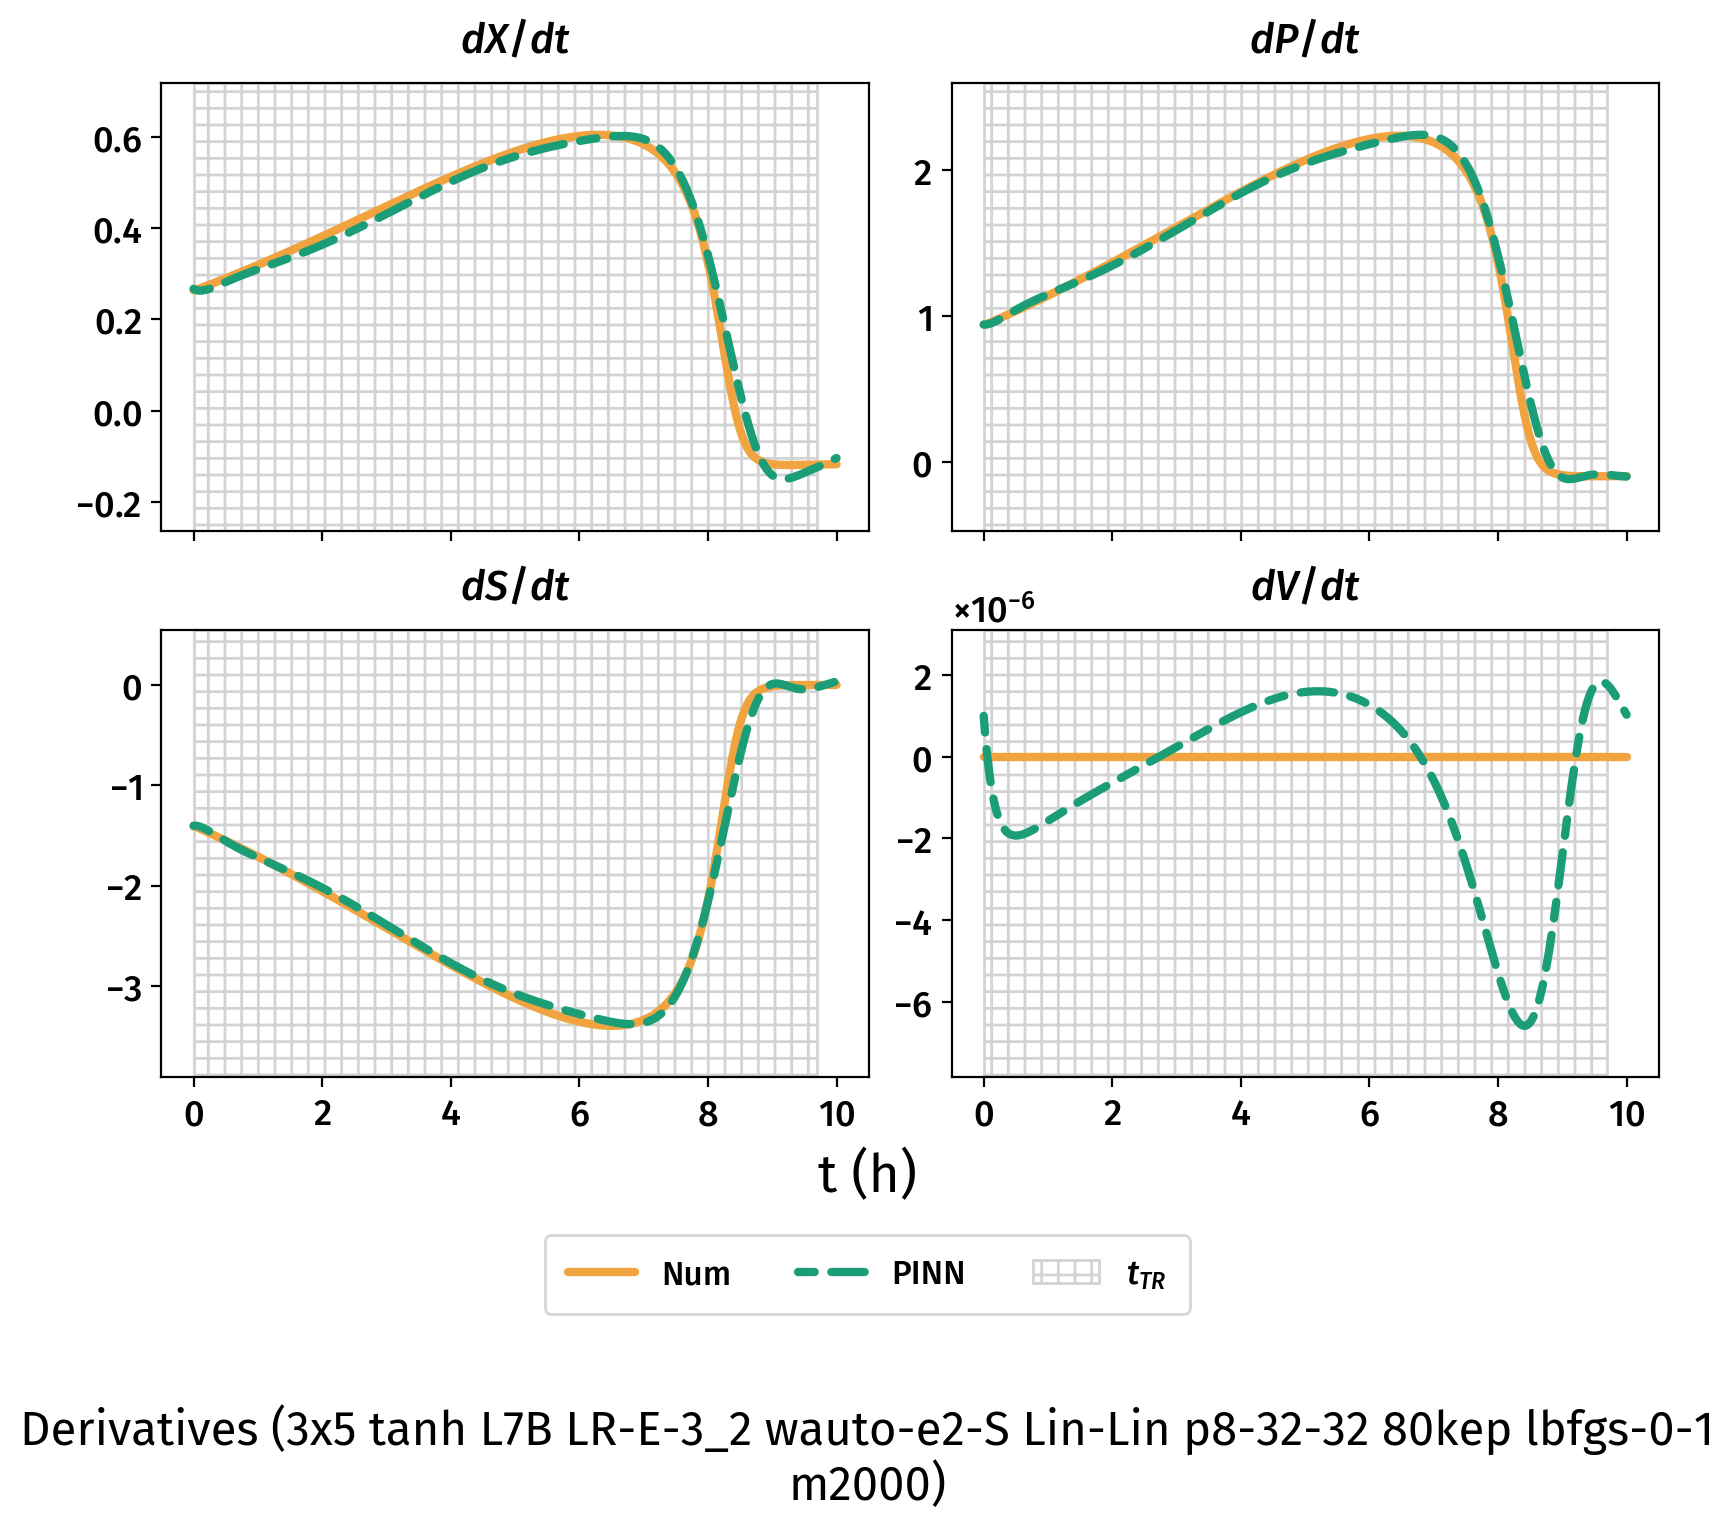 dX/dt
dP/dt
0.6
0.4
0.2
0.0
−0.2
2
1
0
dS/dt
dV/dt
×10⁻⁶
0
−1
−2
−3
2
0
−2
−4
−6
0 2 4 6 8 10
0 2 4 6 8 10
t (h)
Num PINN t_TR
Derivatives (3x5 tanh L7B LR-E-3_2 wauto-e2-S Lin-Lin p8-32-32 80kep lbfgs-0-1
m2000)